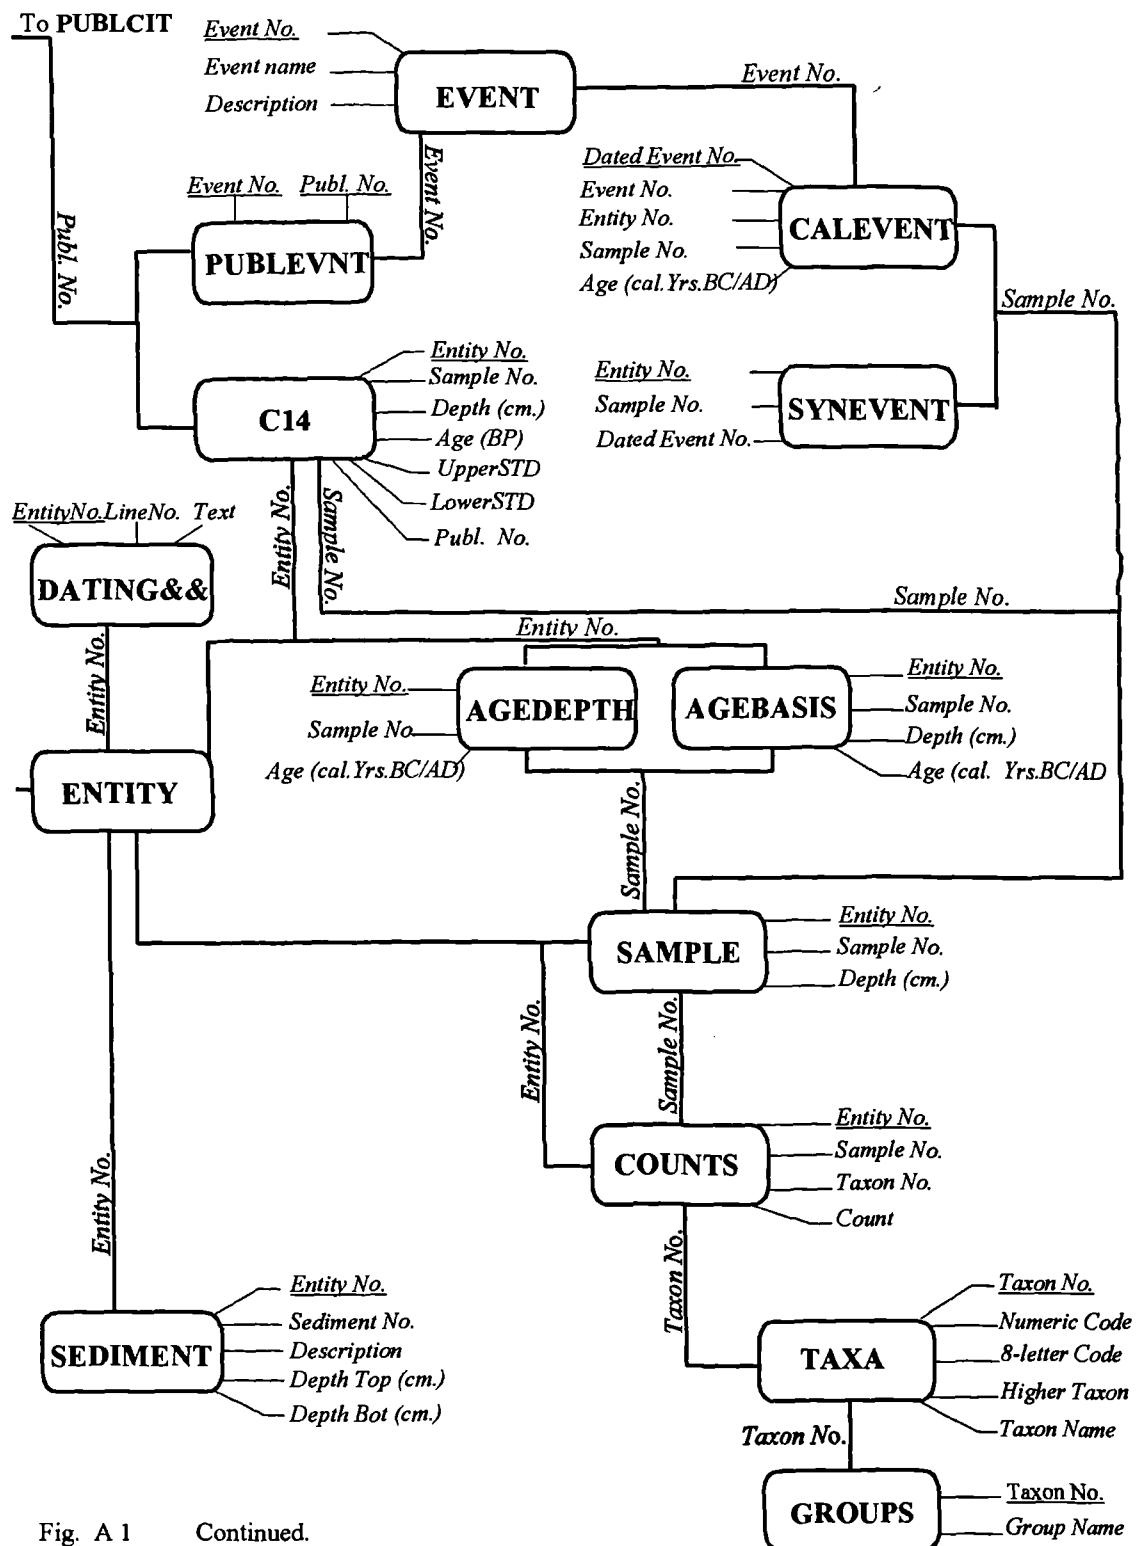 To PUBLCIT
Event No.
Event name
Description
EVENT
Event No.
Event No.
Event No.
Publ. No.
PUBLEVNT
Publ. No.
Dated Event No.
Event No.
Entity No.
Sample No.
Age (cal.Yrs.BC/AD)
CALEVENT
Sample No.
Entity No.
Sample No.
Dated Event No.
SYNEVENT
C14
Entity No.
Sample No.
Depth (cm.)
Age (BP)
UpperSTD
LowerSTD
Publ. No.
Entity No.
Sample No.
EntityNo.
LineNo.
Text
DATING&&
Entity No.
Sample No.
Entity No.
Entity No.
Sample No
Age (cal.Yrs.BC/AD)
AGEDEPTH
AGEBASIS
Entity No.
Sample No.
Depth (cm.)
Age (cal. Yrs.BC/AD
ENTITY
Sample No.
SAMPLE
Entity No.
Sample No.
Depth (cm.)
Entity No.
Sample No.
COUNTS
Entity No.
Sample No.
Taxon No.
Count
Entity No.
Taxon No.
SEDIMENT
Entity No.
Sediment No.
Description
Depth Top (cm.)
Depth Bot (cm.)
TAXA
Taxon No.
Numeric Code
8-letter Code
Higher Taxon
Taxon Name
Taxon No.
GROUPS
Taxon No.
Group Name
Fig. A 1 Continued.